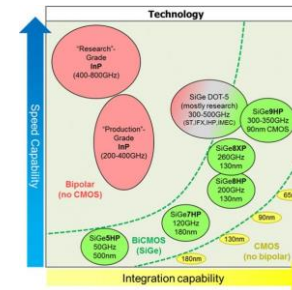 Technology
"Research"-
Grade
InP
(400-800GHz)
SiGe DOT-5
(mostly research)
300-500GHz
(ST,IFX,IHP,IMEC)
SiGe9HP
300-350GHz
90nm CMOS
"Production"-
Grade
InP
(200-400GHz)
SiGe8XP
260GHz
130nm
Bipolar
(no CMOS)
SiGe8HP
200GHz
130nm
65n
SiGe7HP
120GHz
180nm
90nm
SiGe5HP
50GHz
500nm
BiCMOS
(SiGe)
130nm
CMOS
(no bipolar)
180nm
Speed Capability
Integration capability